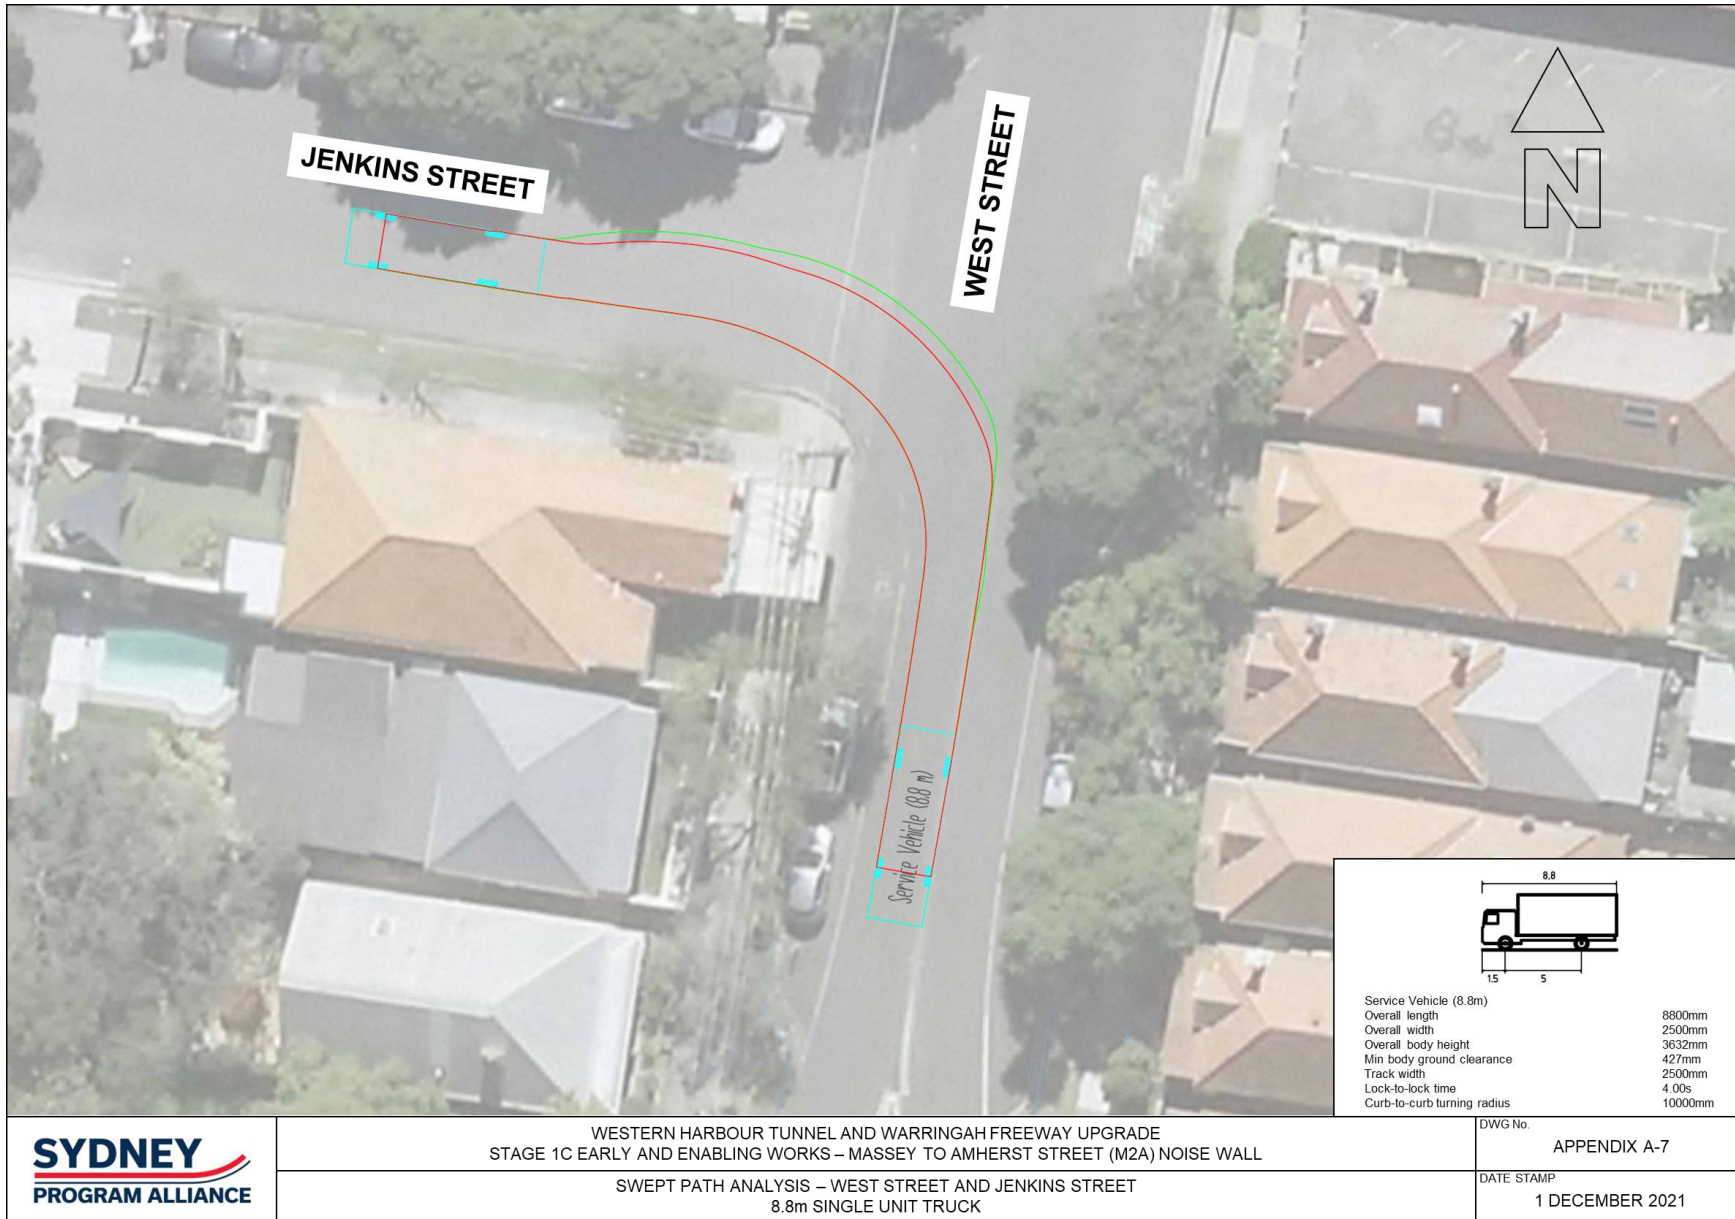 JENKINS STREET
WEST STREET
N
Service Vehicle (8.8 m)
8.8
1.5 5
Service Vehicle (8.8m)
Overall length 8800mm
Overall width 2500mm
Overall body height 3632mm
Min body ground clearance 427mm
Track width 2500mm
Lock-to-lock time 4.00s
Curb-to-curb turning radius 10000mm
SYDNEY
PROGRAM ALLIANCE
WESTERN HARBOUR TUNNEL AND WARRINGAH FREEWAY UPGRADE
STAGE 1C EARLY AND ENABLING WORKS – MASSEY TO AMHERST STREET (M2A) NOISE WALL
SWEPT PATH ANALYSIS – WEST STREET AND JENKINS STREET
8.8m SINGLE UNIT TRUCK
DWG No.
APPENDIX A-7
DATE STAMP
1 DECEMBER 2021